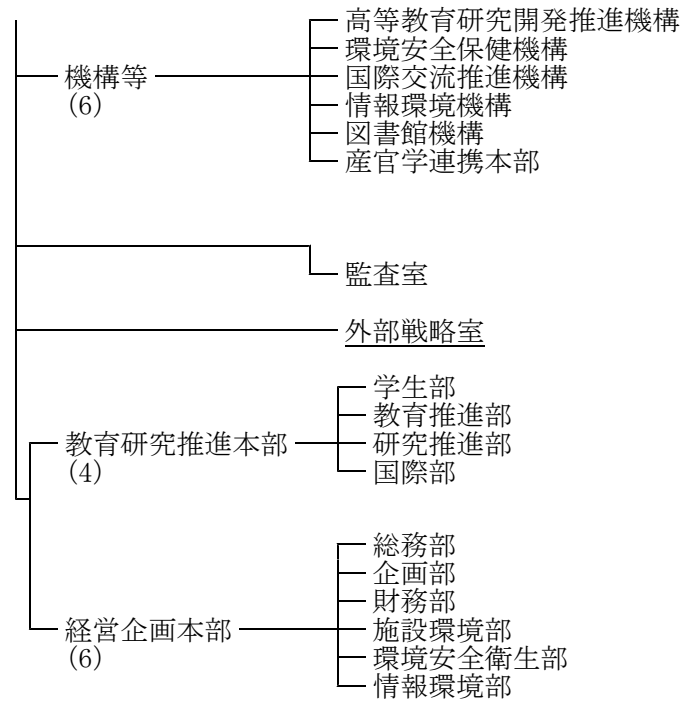 高等教育研究開発推進機構
環境安全保健機構
機構等
国際交流推進機構
(6)
情報環境機構
図書館機構
産官学連携本部
監査室
外部戦略室
学生部
教育推進部
教育研究推進本部
研究推進部
(4)
国際部
総務部
企画部
財務部
経営企画本部
施設環境部
(6)
環境安全衛生部
情報環境部